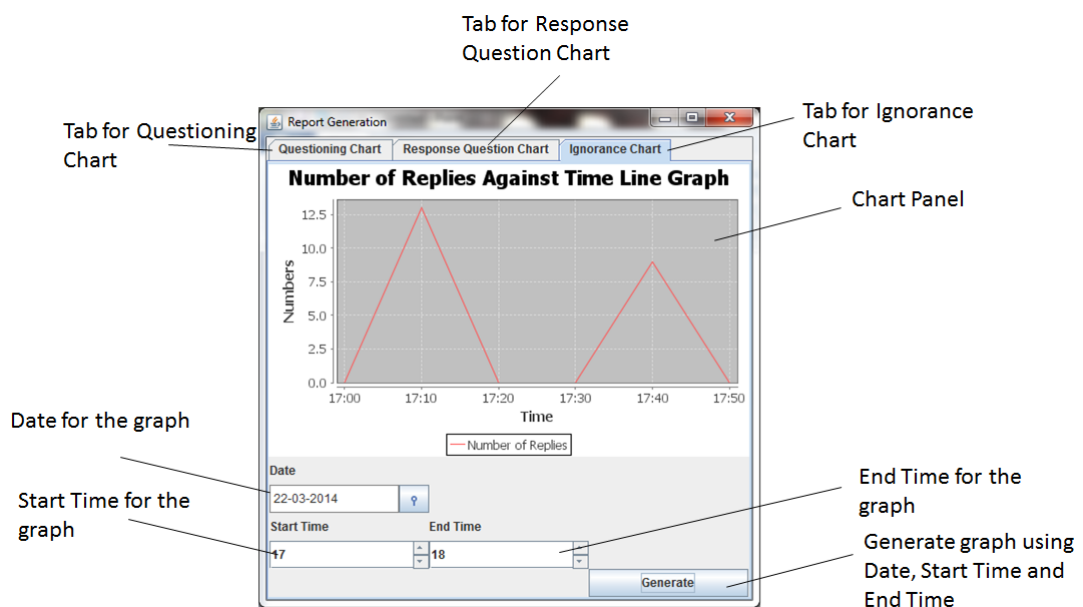 Tab for Response
Question Chart
Tab for Questioning
Chart
Tab for Ignorance
Chart
Report Generation
Questioning Chart
Response Question Chart
Ignorance Chart
Number of Replies Against Time Line Graph
Chart Panel
12.5
10.0
7.5
5.0
2.5
0.0
Numbers
17:00
17:10
17:20
17:30
17:40
17:50
Time
Number of Replies
Date for the graph
Date
22-03-2014
Start Time for the
graph
Start Time
End Time
17
18
End Time for the
graph
Generate
Generate graph using
Date, Start Time and
End Time